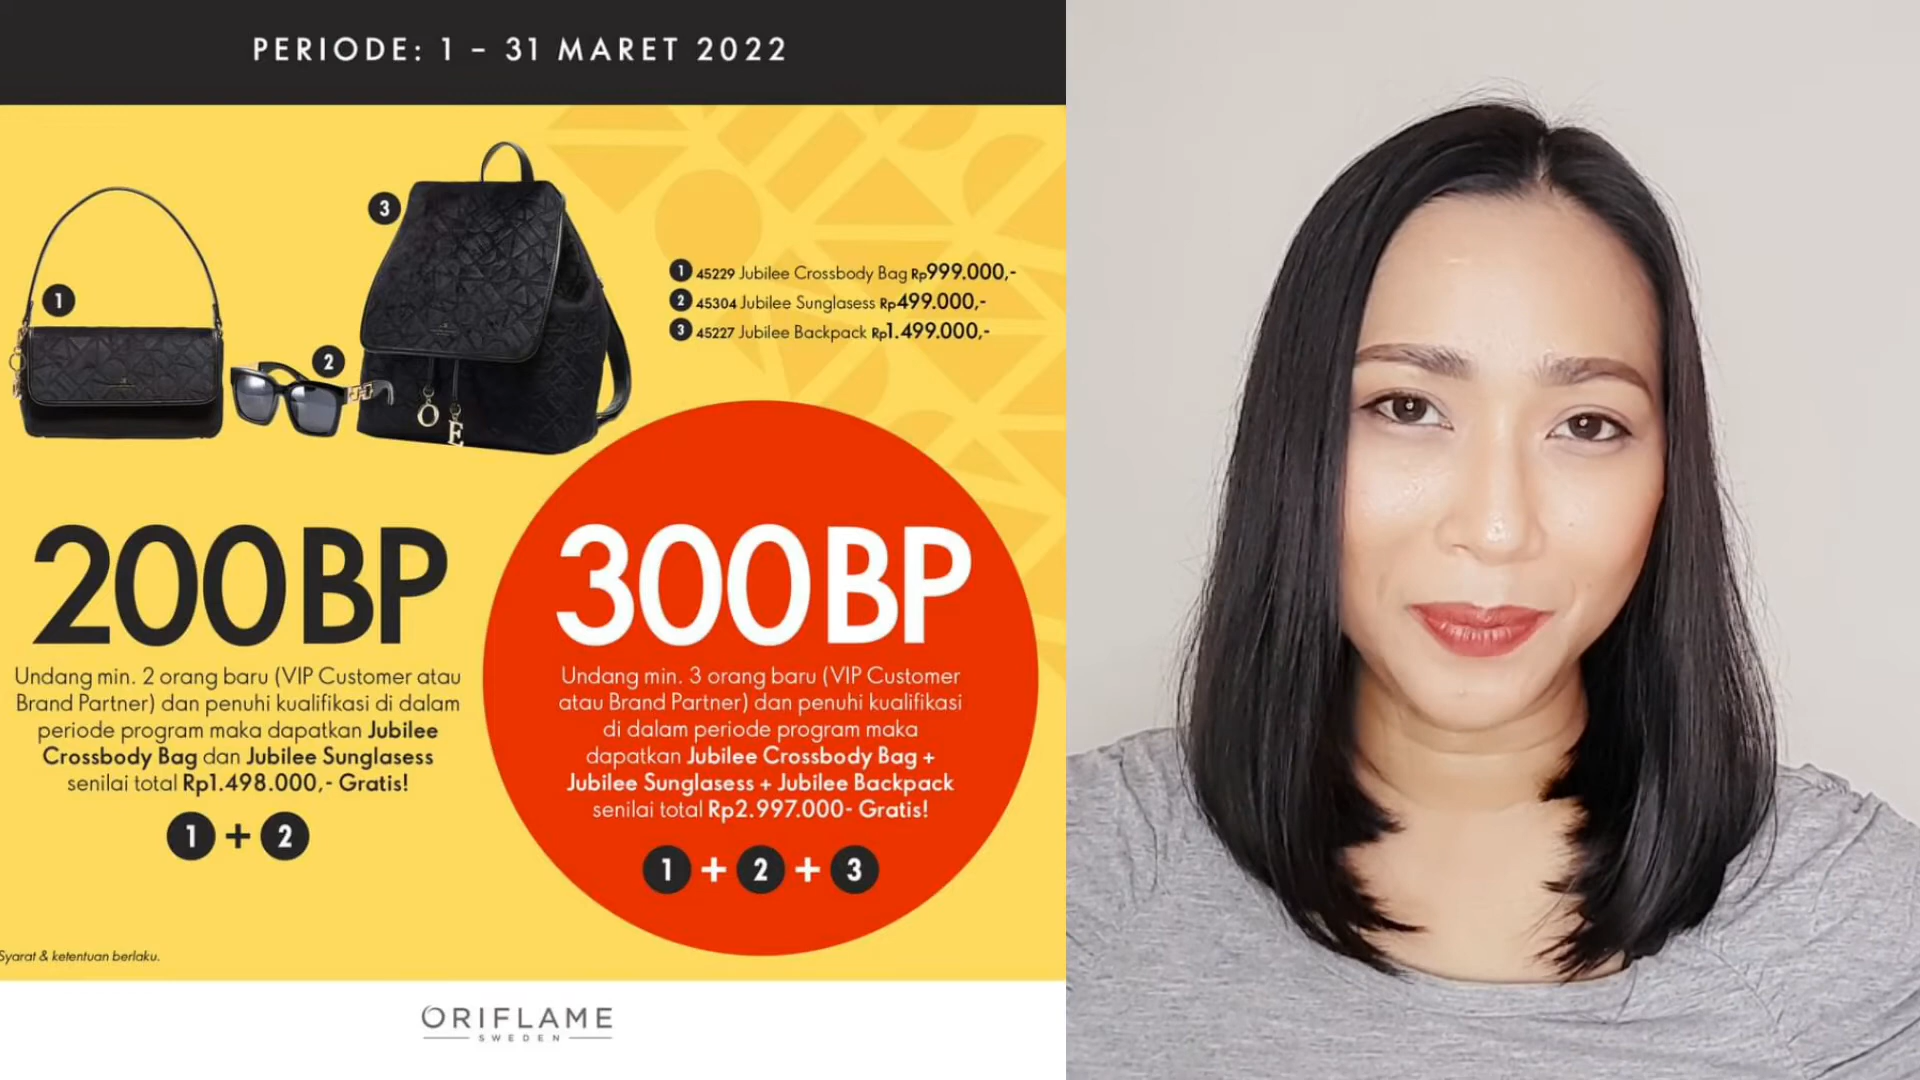 PERIODE: 1 – 31 MARET 2022
3
1
2
1 45229 Jubilee Crossbody Bag Rp999.000,-
2 45304 Jubilee Sunglasess Rp499.000,-
3 45227 Jubilee Backpack Rp1.499.000,-
O
E
200BP
Undang min. 2 orang baru (VIP Customer atau
Brand Partner) dan penuhi kualifikasi di dalam
periode program maka dapatkan Jubilee
Crossbody Bag dan Jubilee Sunglasess
senilai total Rp1.498.000,- Gratis!
1 + 2
300BP
Undang min. 3 orang baru (VIP Customer
atau Brand Partner) dan penuhi kualifikasi
di dalam periode program maka
dapatkan Jubilee Crossbody Bag +
Jubilee Sunglasess + Jubilee Backpack
senilai total Rp2.997.000- Gratis!
1 + 2 + 3
Syarat & ketentuan berlaku.
ORIFLAME
SWEDEN